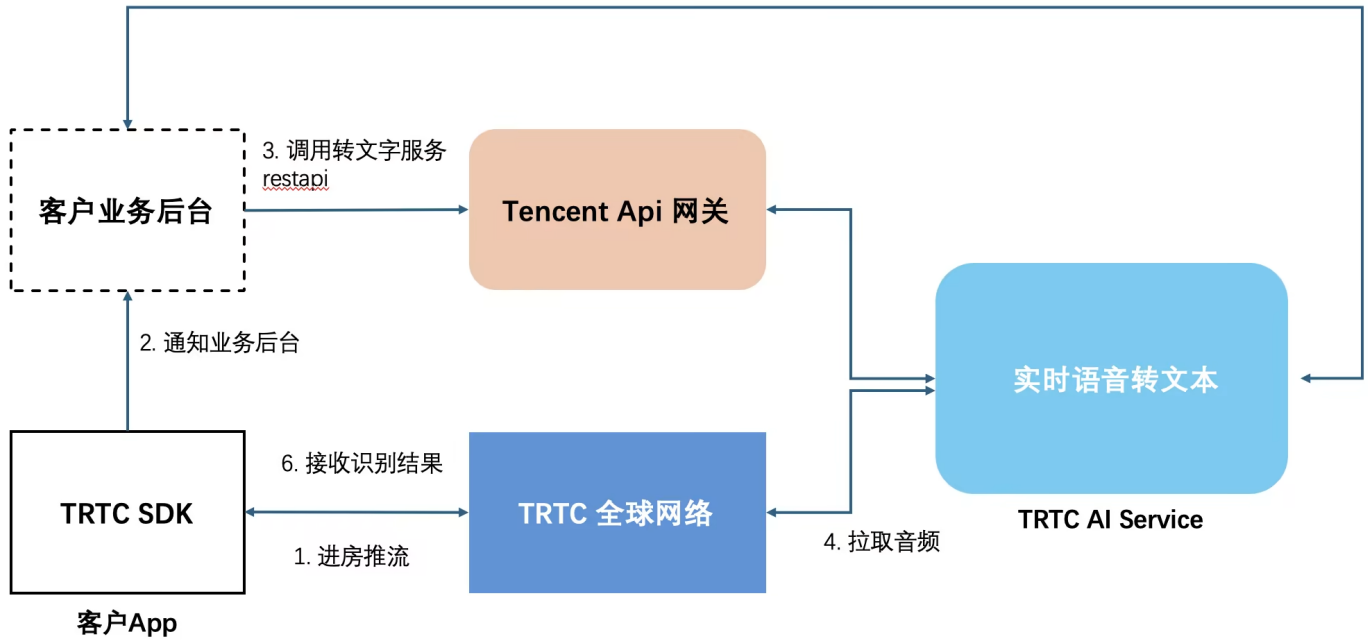 3. 调用转文字服务
restapi
客户业务后台
Tencent Api 网关
2. 通知业务后台
实时语音转文本
6. 接收识别结果
TRTC SDK
TRTC 全球网络
TRTC AI Service
4. 拉取音频
1. 进房推流
客户App